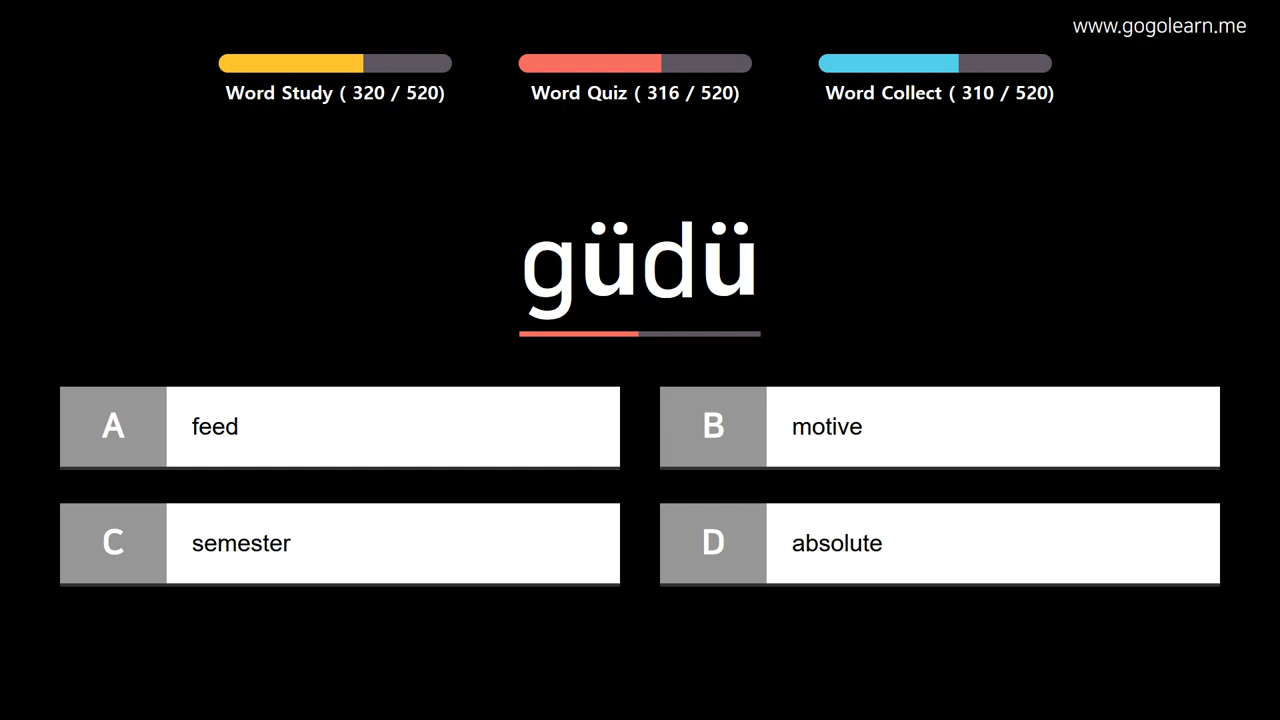 www.gogolearn.me
Word Study ( 320 / 520)
Word Quiz ( 316 / 520)
Word Collect ( 310 / 520)
güdü
A feed
B motive
C semester
D absolute